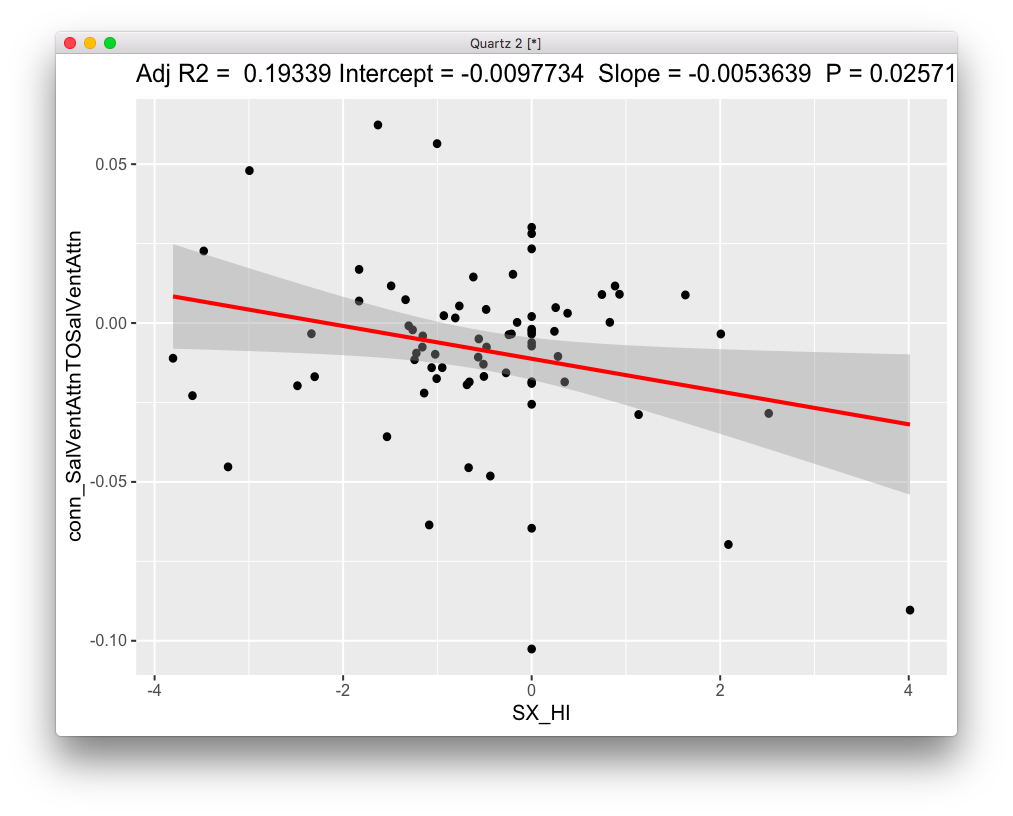 Quartz 2 [*]
Adj R2 =  0.19339 Intercept = -0.0097734  Slope = -0.0053639  P = 0.02571
conn_SalVentAttnTOSalVentAttn
0.05
0.00
-0.05
-0.10
-4 -2 0 2 4
SX_HI